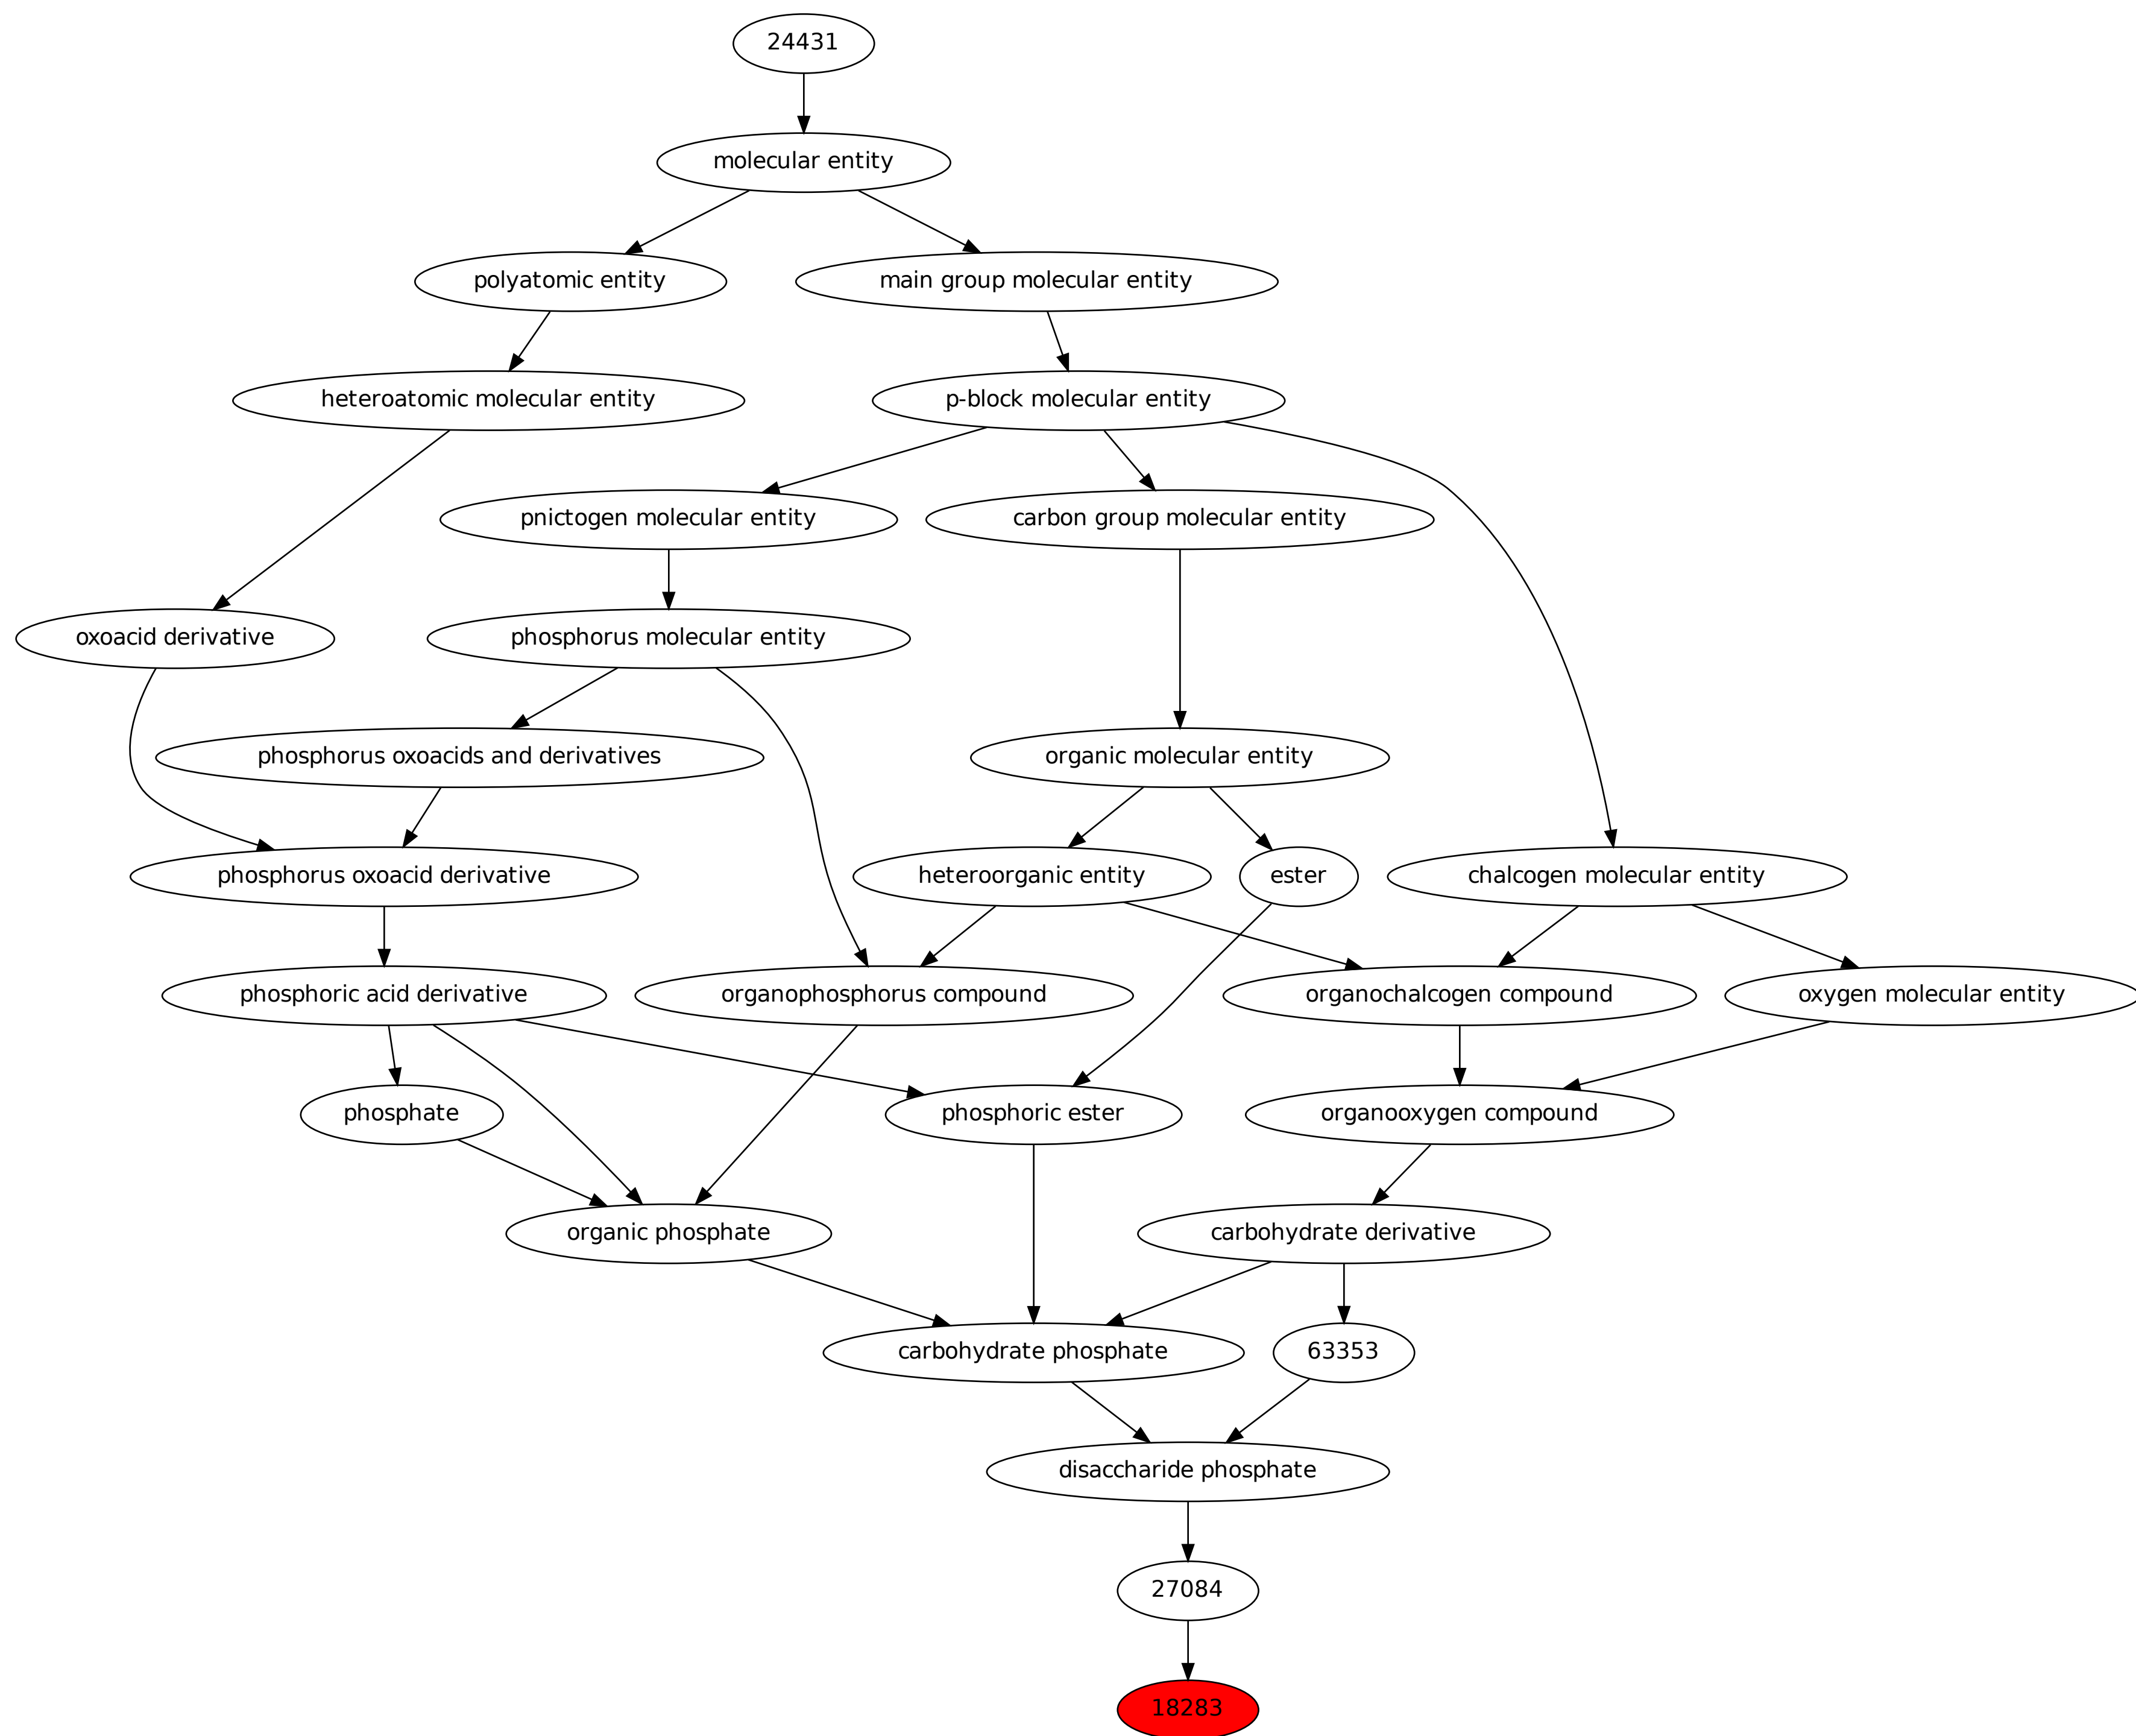 24431
molecular entity
polyatomic entity
main group molecular entity
heteroatomic molecular entity
p-block molecular entity
pnictogen molecular entity
carbon group molecular entity
oxoacid derivative
phosphorus molecular entity
phosphorus oxoacids and derivatives
organic molecular entity
phosphorus oxoacid derivative
heteroorganic entity
ester
chalcogen molecular entity
phosphoric acid derivative
organophosphorus compound
organochalcogen compound
oxygen molecular entity
phosphate
phosphoric ester
organooxygen compound
organic phosphate
carbohydrate derivative
carbohydrate phosphate
63353
disaccharide phosphate
27084
18283